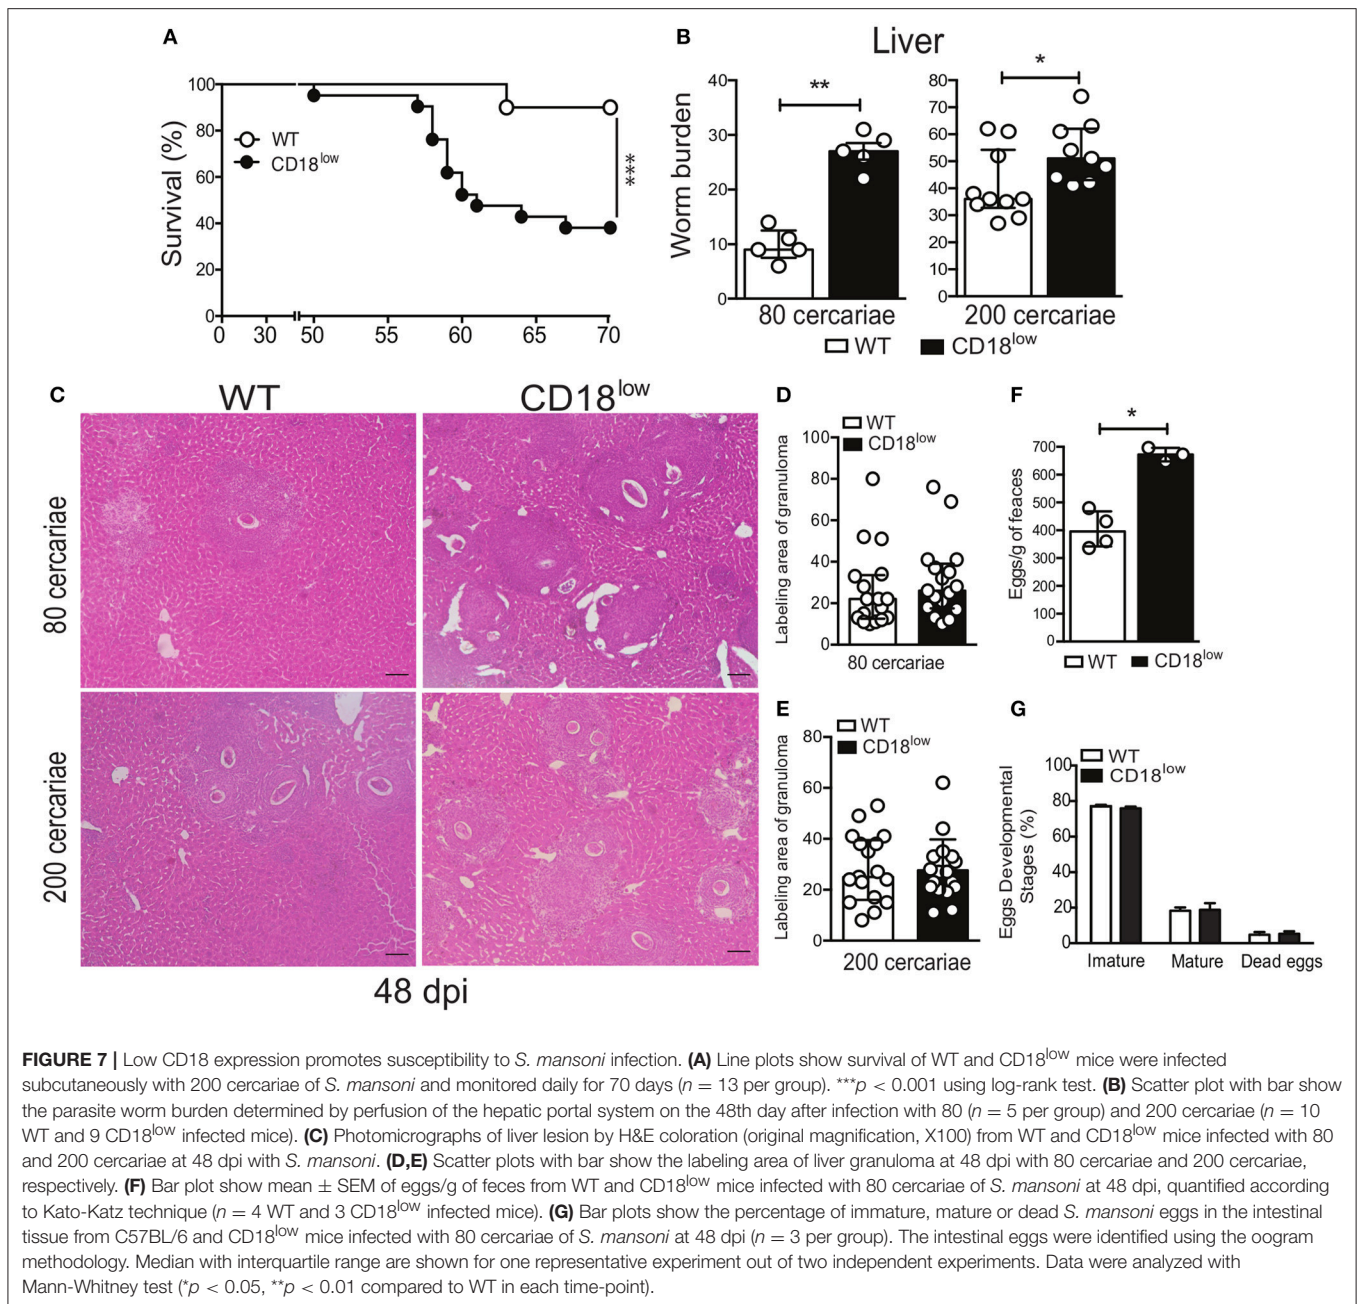 A
Survival (%)
100
80
60
40
20
0
WT
CD18low
***
0 30 50 55 60 65 70
B
Liver
Worm burden
40
30
20
10
0
**
80 cercariae
80
70
60
50
40
30
20
10
0
*
200 cercariae
WT CD18low
C
WT CD18low
80 cercariae
200 cercariae
48 dpi
D
WT
CD18low
Labeling area of granuloma
100
80
60
40
20
0
80 cercariae
E
WT
CD18low
Labeling area of granuloma
80
60
40
20
0
200 cercariae
F
*
Eggs/g of feaces
700
600
500
400
300
200
100
0
WT CD18low
G
WT
CD18low
Eggs Developmental
Stages (%)
100
80
60
40
20
0
Imature Mature Dead eggs
FIGURE 7 | Low CD18 expression promotes susceptibility to S. mansoni infection. (A) Line plots show survival of WT and CD18low mice were infected
subcutaneously with 200 cercariae of S. mansoni and monitored daily for 70 days (n = 13 per group). ***p < 0.001 using log-rank test. (B) Scatter plot with bar show
the parasite worm burden determined by perfusion of the hepatic portal system on the 48th day after infection with 80 (n = 5 per group) and 200 cercariae (n = 10
WT and 9 CD18low infected mice). (C) Photomicrographs of liver lesion by H&E coloration (original magnification, X100) from WT and CD18low mice infected with 80
and 200 cercariae at 48 dpi with S. mansoni. (D,E) Scatter plots with bar show the labeling area of liver granuloma at 48 dpi with 80 cercariae and 200 cercariae,
respectively. (F) Bar plot show mean ± SEM of eggs/g of feces from WT and CD18low mice infected with 80 cercariae of S. mansoni at 48 dpi, quantified according
to Kato-Katz technique (n = 4 WT and 3 CD18low infected mice). (G) Bar plots show the percentage of immature, mature or dead S. mansoni eggs in the intestinal
tissue from C57BL/6 and CD18low mice infected with 80 cercariae of S. mansoni at 48 dpi (n = 3 per group). The intestinal eggs were identified using the oogram
methodology. Median with interquartile range are shown for one representative experiment out of two independent experiments. Data were analyzed with
Mann-Whitney test (*p < 0.05, **p < 0.01 compared to WT in each time-point).